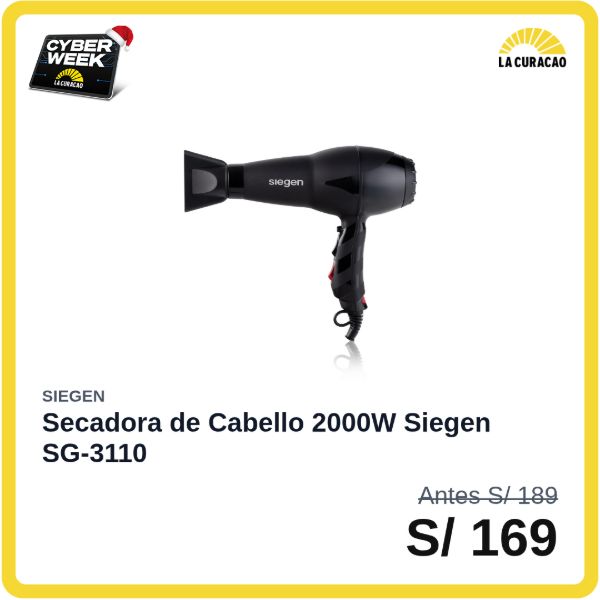 CYBER
WEEK
LA CURACAO
LA CURACAO
siegen
SIEGEN
Secadora de Cabello 2000W Siegen
SG-3110
Antes S/ 189
S/ 169